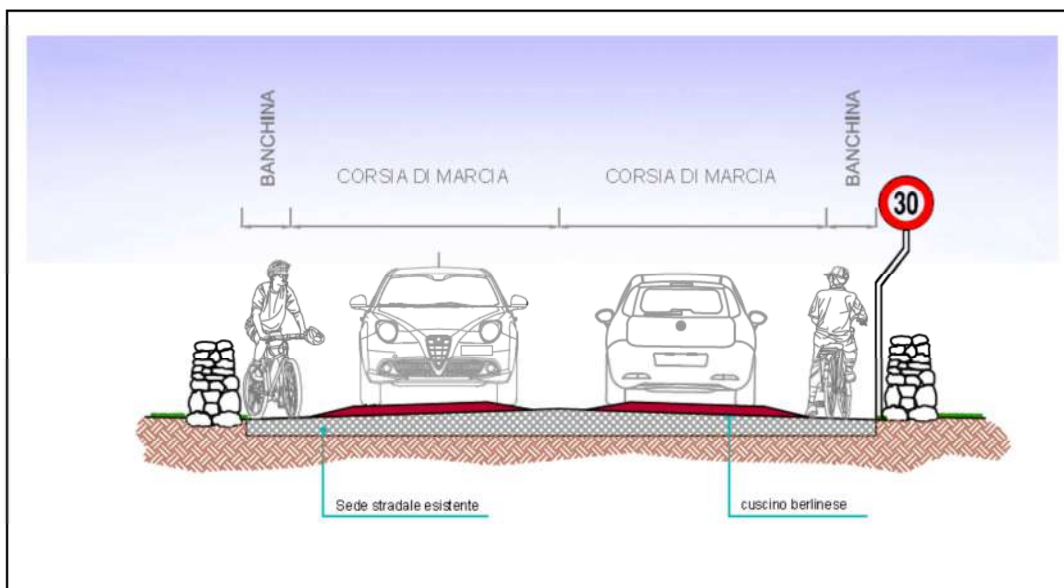 BANCHINA
CORSIA DI MARCIA
CORSIA DI MARCIA
BANCHINA
30
Sede stradale esistente
cuscino berlinese